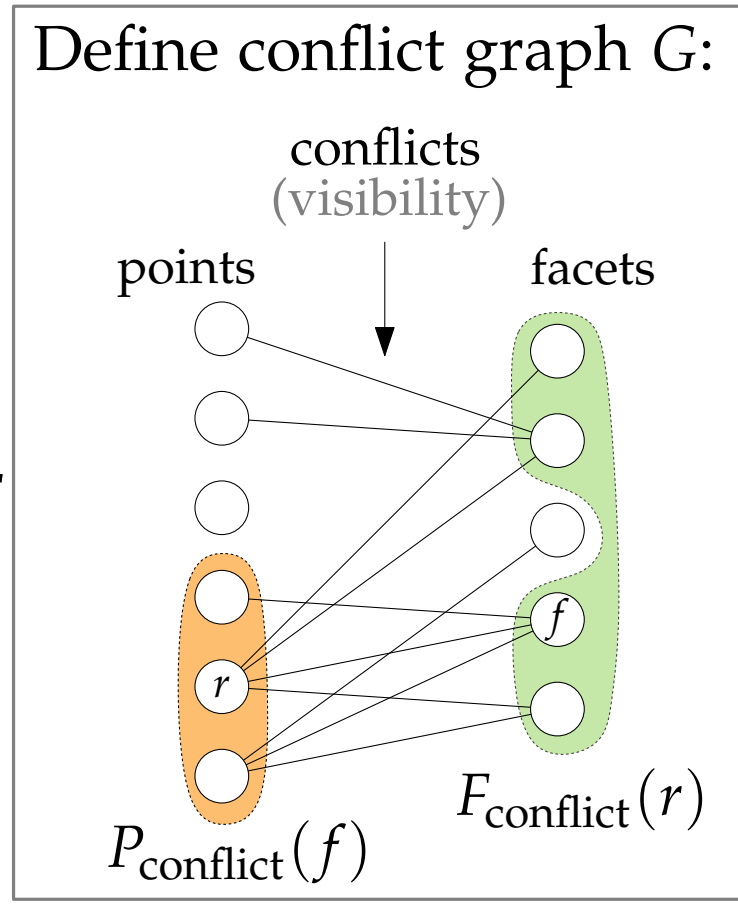 Define conflict graph G:
conflicts
(visibility)
points
facets
f
r
F_conflict(r)
P_conflict(f)